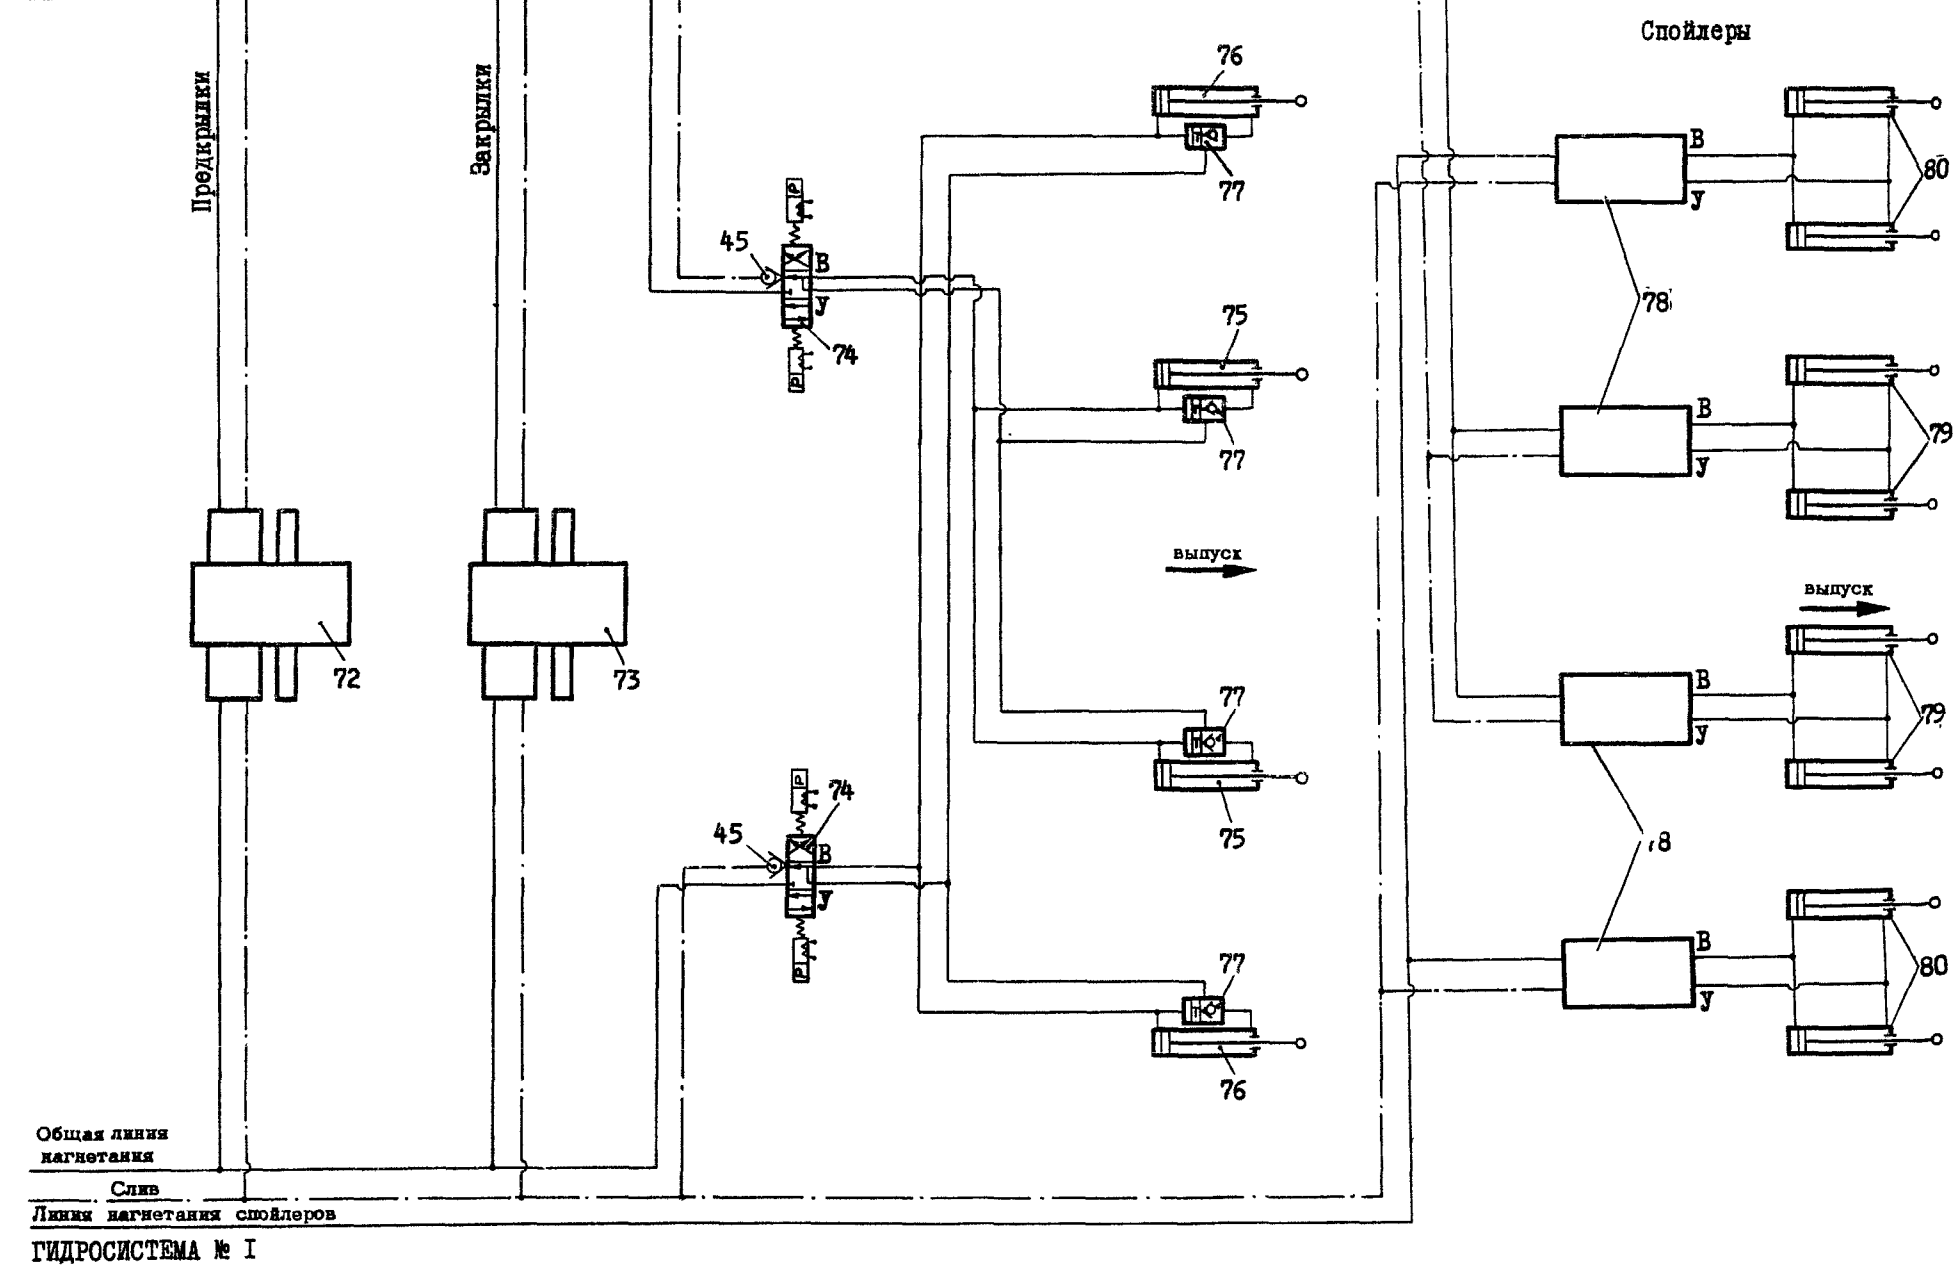 Спойлеры
Предкрылки
Закрылки
76
77
80
В
У
Р
45
В
У
74
Р
78
75
77
79
В
У
выпуск
выпуск
72
73
77
75
79
В
У
Р
74
45
В
У
Р
78
77
76
80
В
У
Общая линия
нагнетания
Слив
Линия нагнетания спойлеров
ГИДРОСИСТЕМА № I